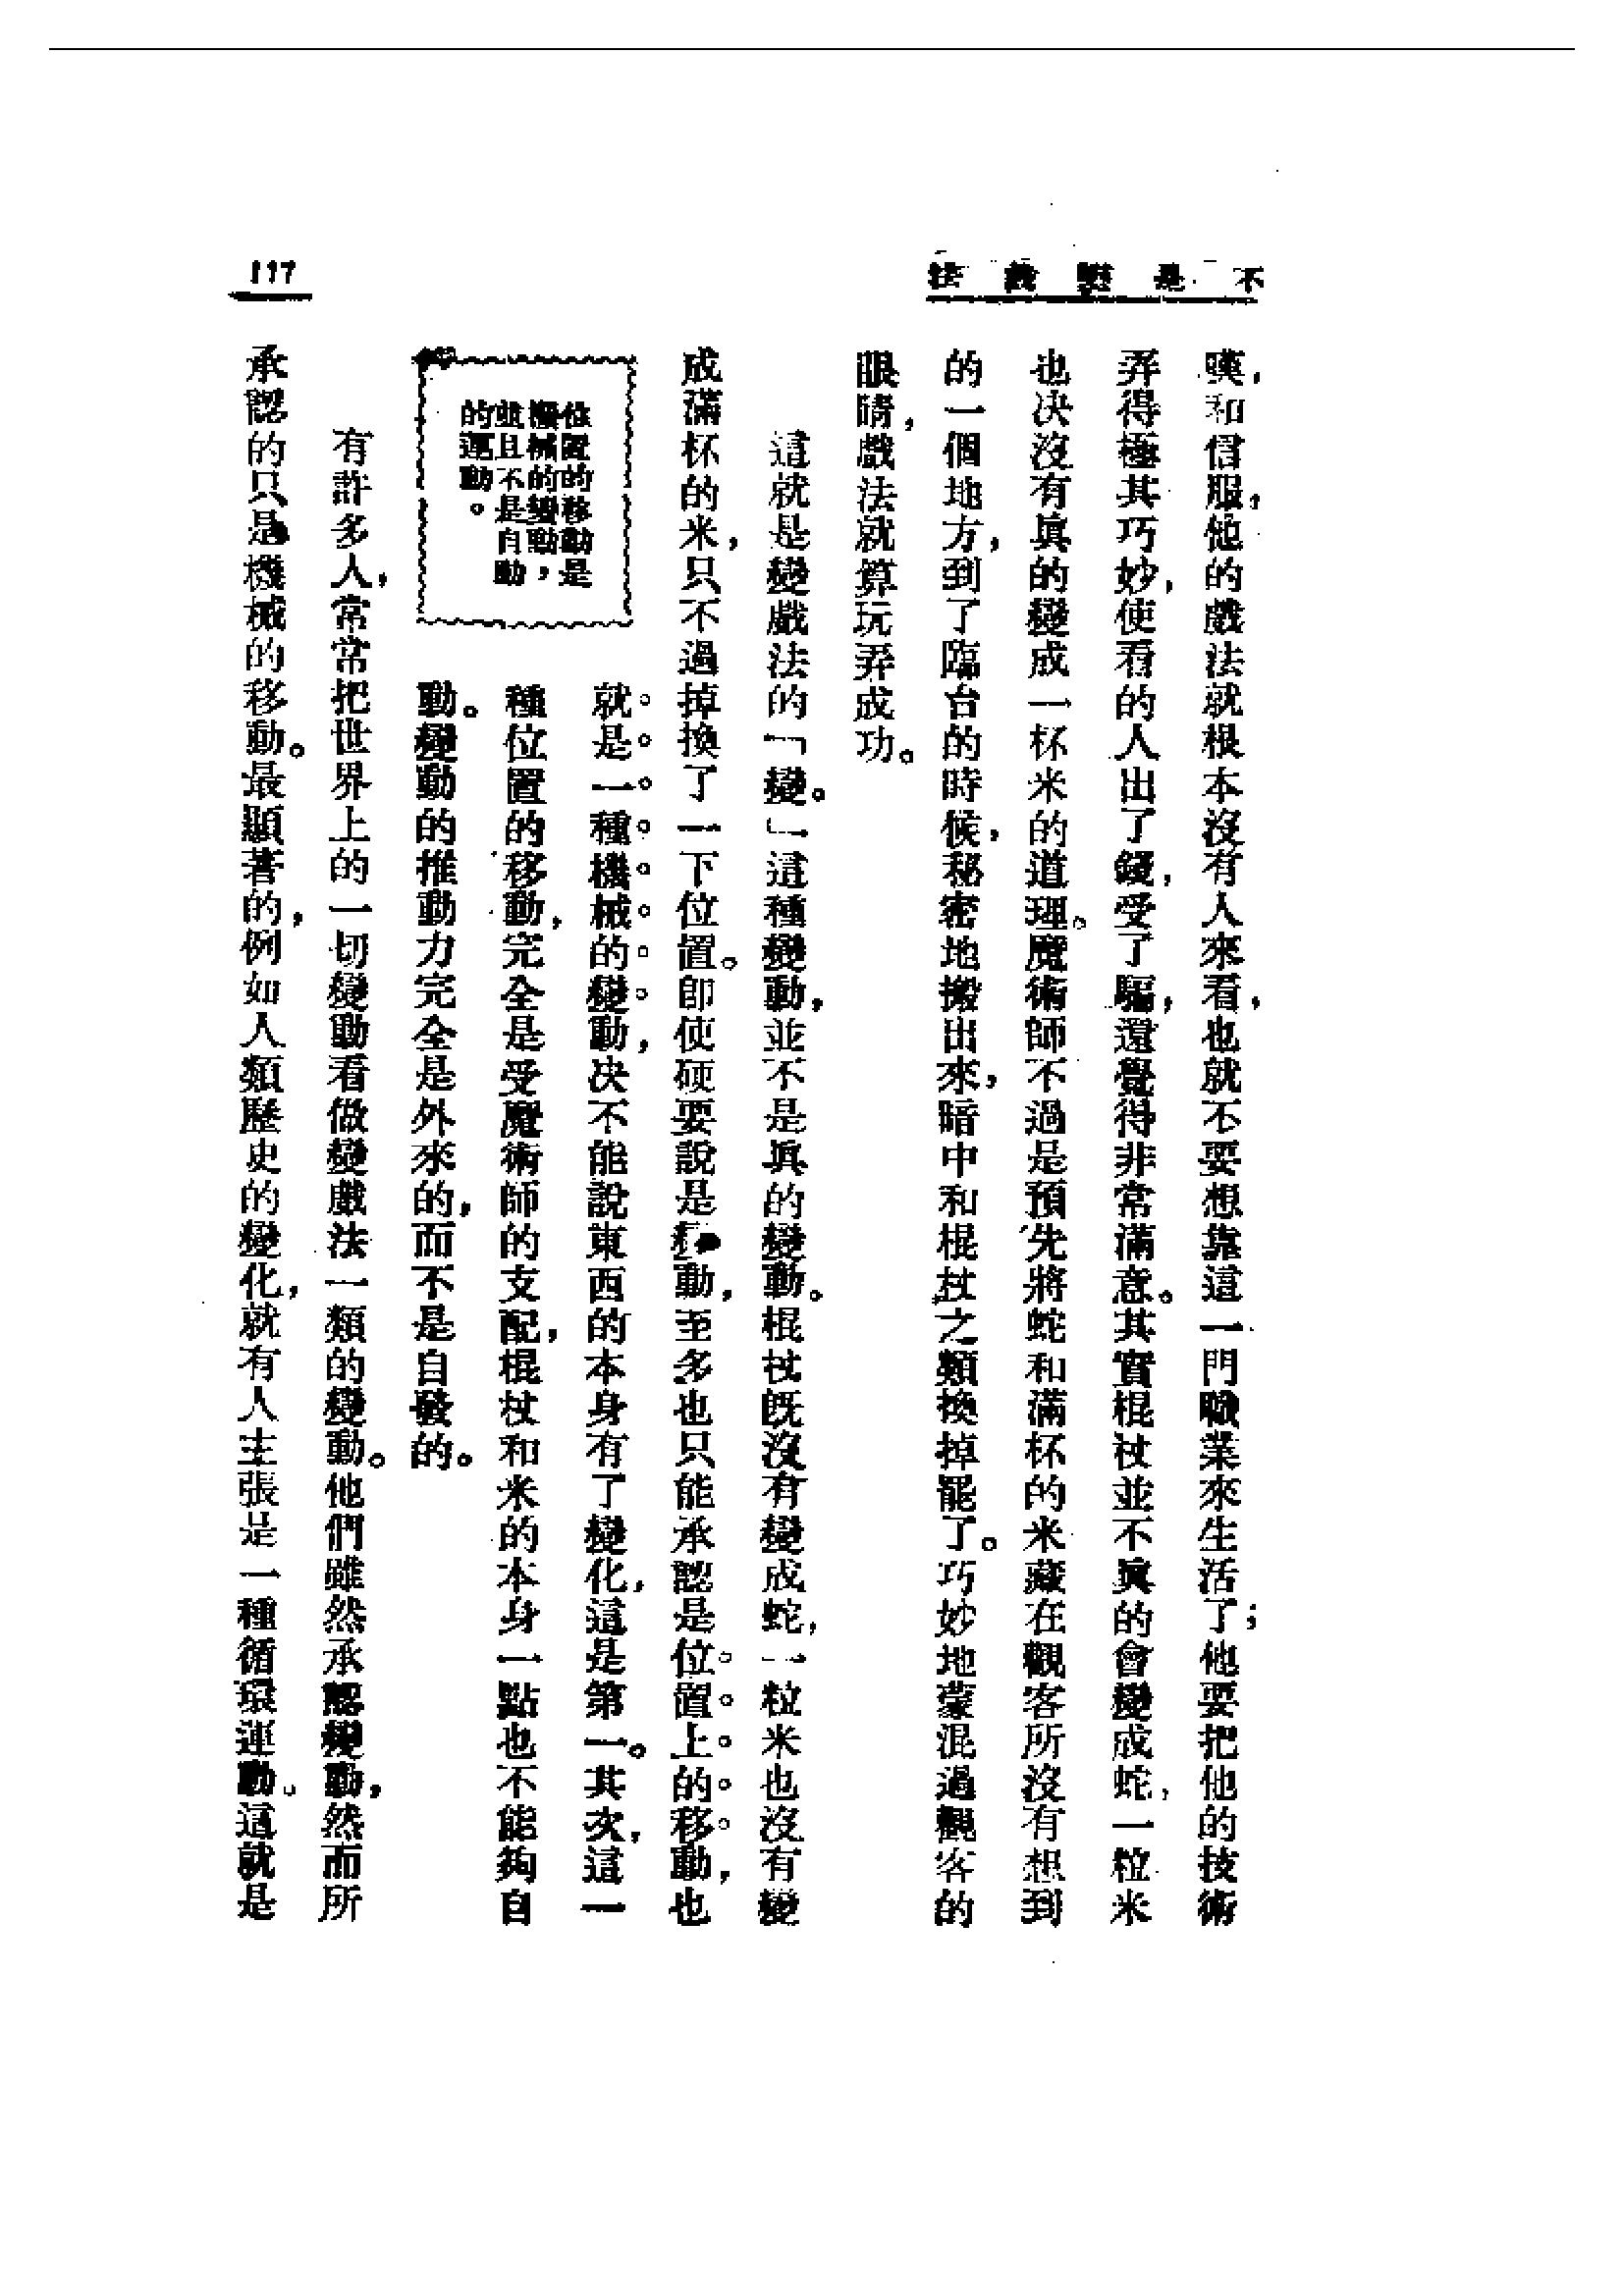 不是變戲法
117
嘆,和信服,他的戲法就根本沒有人來看,也就不要想靠這一門職業來生活了;他要把他的技術
弄得極其巧妙,使看的人出了錢,受了騙,還覺得非常滿意。其實棍杖並不眞的會變成蛇,一粒米
也决沒有眞的變成一杯米的道理。魔術師不過是預先將蛇和滿杯的米藏在觀客所沒有想到
的一個地方,到了臨台的時候,秘密地搬出來,暗中和棍杖之類換掉罷了。巧妙地蒙混過觀客的
眼睛,戲法就算玩弄成功。
這就是變戲法的「變」。這種變動,並不是眞的變動。棍杖旣沒有變成蛇,一粒米也沒有變
成滿杯的米,只不過掉換了一下位置。卽使硬要說是動,至多也只能承認是位置上的移動,也
就是一種機械的變動,决不能說東西的本身有了變化,這是第一。其次,這一
種位置的移動,完全是受魔術師的支配,棍杖和米的本身一點也不能夠自
動。變動的推動力完全是外來的,而不是自發的。
位置的移動是
機械的變動,
並且不是自動
的運動。
有許多人,常常把世界上的一切變動看做變戲法一類的變動。他們雖然承認變動,然而所
承認的只是機械的移動。最顯著的,例如人類歷史的變化,就有人主張是一種循環運動。這就是